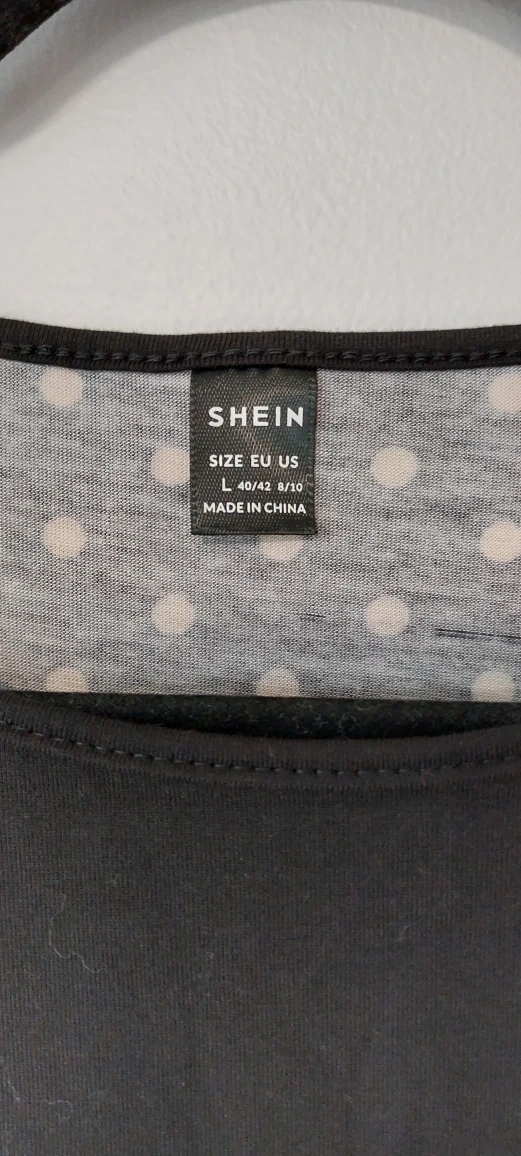 SHEIN
SIZE EU US
L 40/42 8/10
MADE IN CHINA